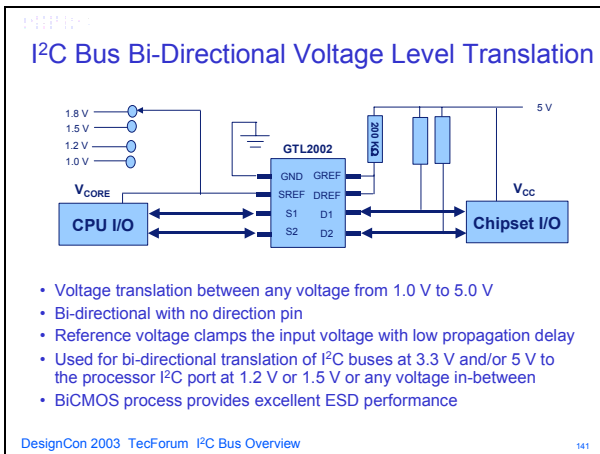 I²C Bus Bi-Directional Voltage Level Translation
1.8 V
1.5 V
1.2 V
1.0 V
5 V
200 KΩ
GTL2002
GND GREF
SREF DREF
S1 D1
S2 D2
VCORE
CPU I/O
VCC
Chipset I/O
• Voltage translation between any voltage from 1.0 V to 5.0 V
• Bi-directional with no direction pin
• Reference voltage clamps the input voltage with low propagation delay
• Used for bi-directional translation of I²C buses at 3.3 V and/or 5 V to
the processor I²C port at 1.2 V or 1.5 V or any voltage in-between
• BiCMOS process provides excellent ESD performance
DesignCon 2003 TecForum I²C Bus Overview
141